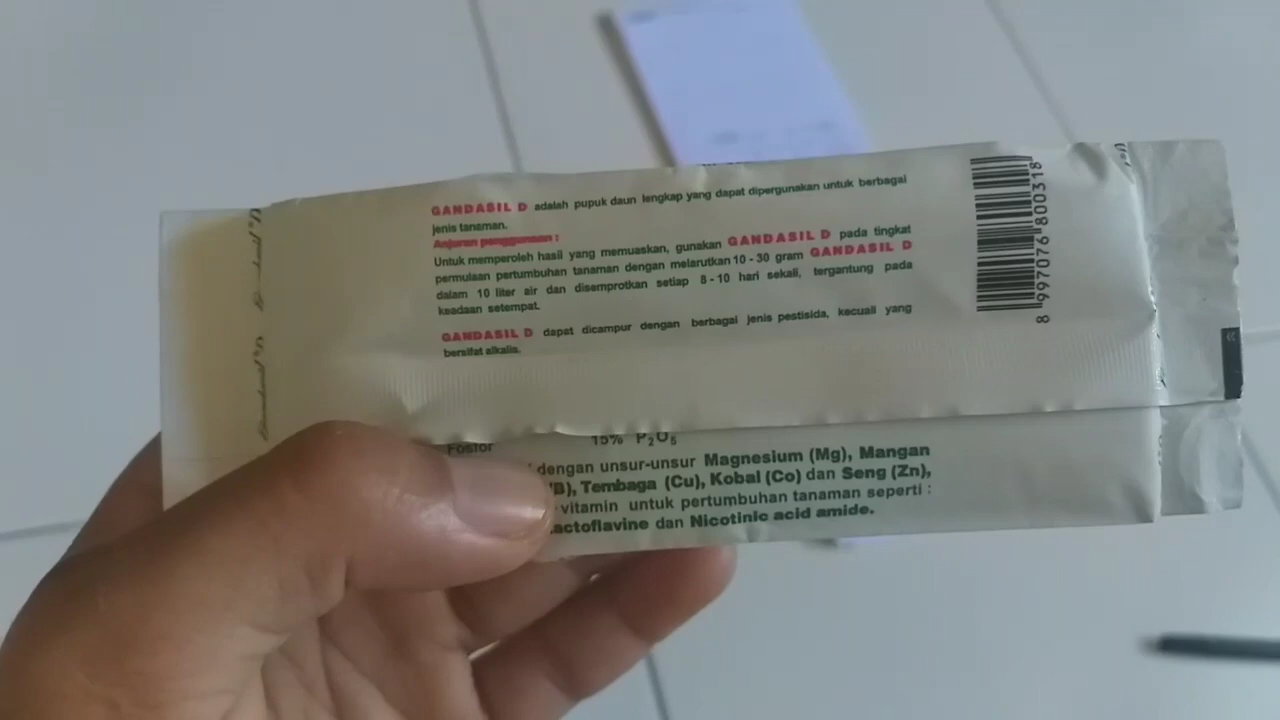 GANDASIL D adalah pupuk daun lengkap yang dapat dipergunakan untuk berbagai
jenis tanaman.
Anjuran penggunaan :
Untuk memperoleh hasil yang memuaskan, gunakan GANDASIL D pada tingkat
permulaan pertumbuhan tanaman dengan melarutkan 10 - 30 gram GANDASIL D
dalam 10 liter air dan disemprotkan setiap 8 - 10 hari sekali, tergantung pada
keadaan setempat.
GANDASIL D dapat dicampur dengan berbagai jenis pestisida, kecuali yang
bersifat alkalis.
8 997076 800318
Fosfor 15% P₂O₅
dengan unsur-unsur Magnesium (Mg), Mangan
(B), Tembaga (Cu), Kobal (Co) dan Seng (Zn),
vitamin untuk pertumbuhan tanaman seperti :
actoflavine dan Nicotinic acid amide.